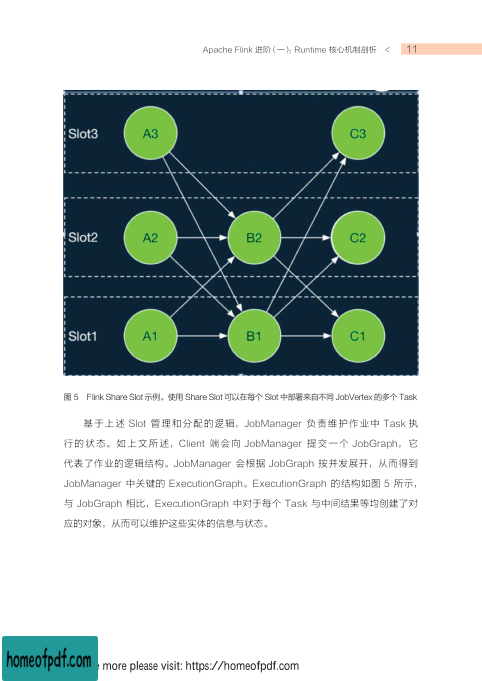 Apache Flink 进阶(一):Runtime 核心机制剖析 < 11
Slot3 A3 C3
Slot2 A2 B2 C2
Slot1 A1 B1 C1
图 5 Flink Share Slot 示例。使用 Share Slot 可以在每个 Slot 中部署来自不同 JobVertex 的多个 Task
基于上述 Slot 管理和分配的逻辑,JobManager 负责维护作业中 Task 执
行的状态。如上文所述,Client 端会向 JobManager 提交一个 JobGraph,它
代表了作业的逻辑结构。JobManager 会根据 JobGraph 按并发展开,从而得到
JobManager 中关键的 ExecutionGraph。ExecutionGraph 的结构如图 5 所示,
与 JobGraph 相比,ExecutionGraph 中对于每个 Task 与中间结果等均创建了对
应的对象,从而可以维护这些实体的信息与状态。
homeofpdf.com
more please visit: https://homeofpdf.com